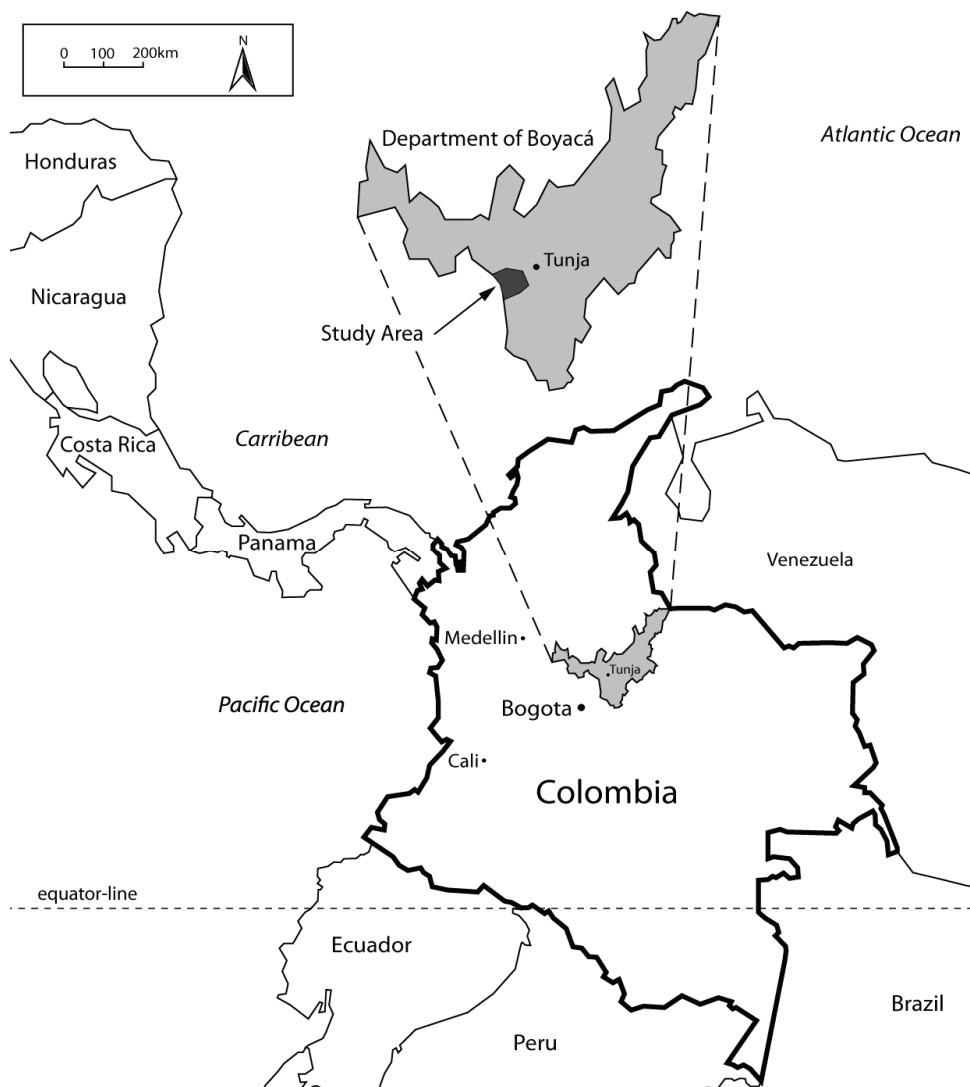 0 100 200km
N
Department of Boyacá
Atlantic Ocean
Honduras
Tunja
Nicaragua
Study Area
Costa Rica
Carribean
Panama
Venezuela
Medellin
Tunja
Pacific Ocean
Bogota
Cali
Colombia
equator-line
Ecuador
Brazil
Peru